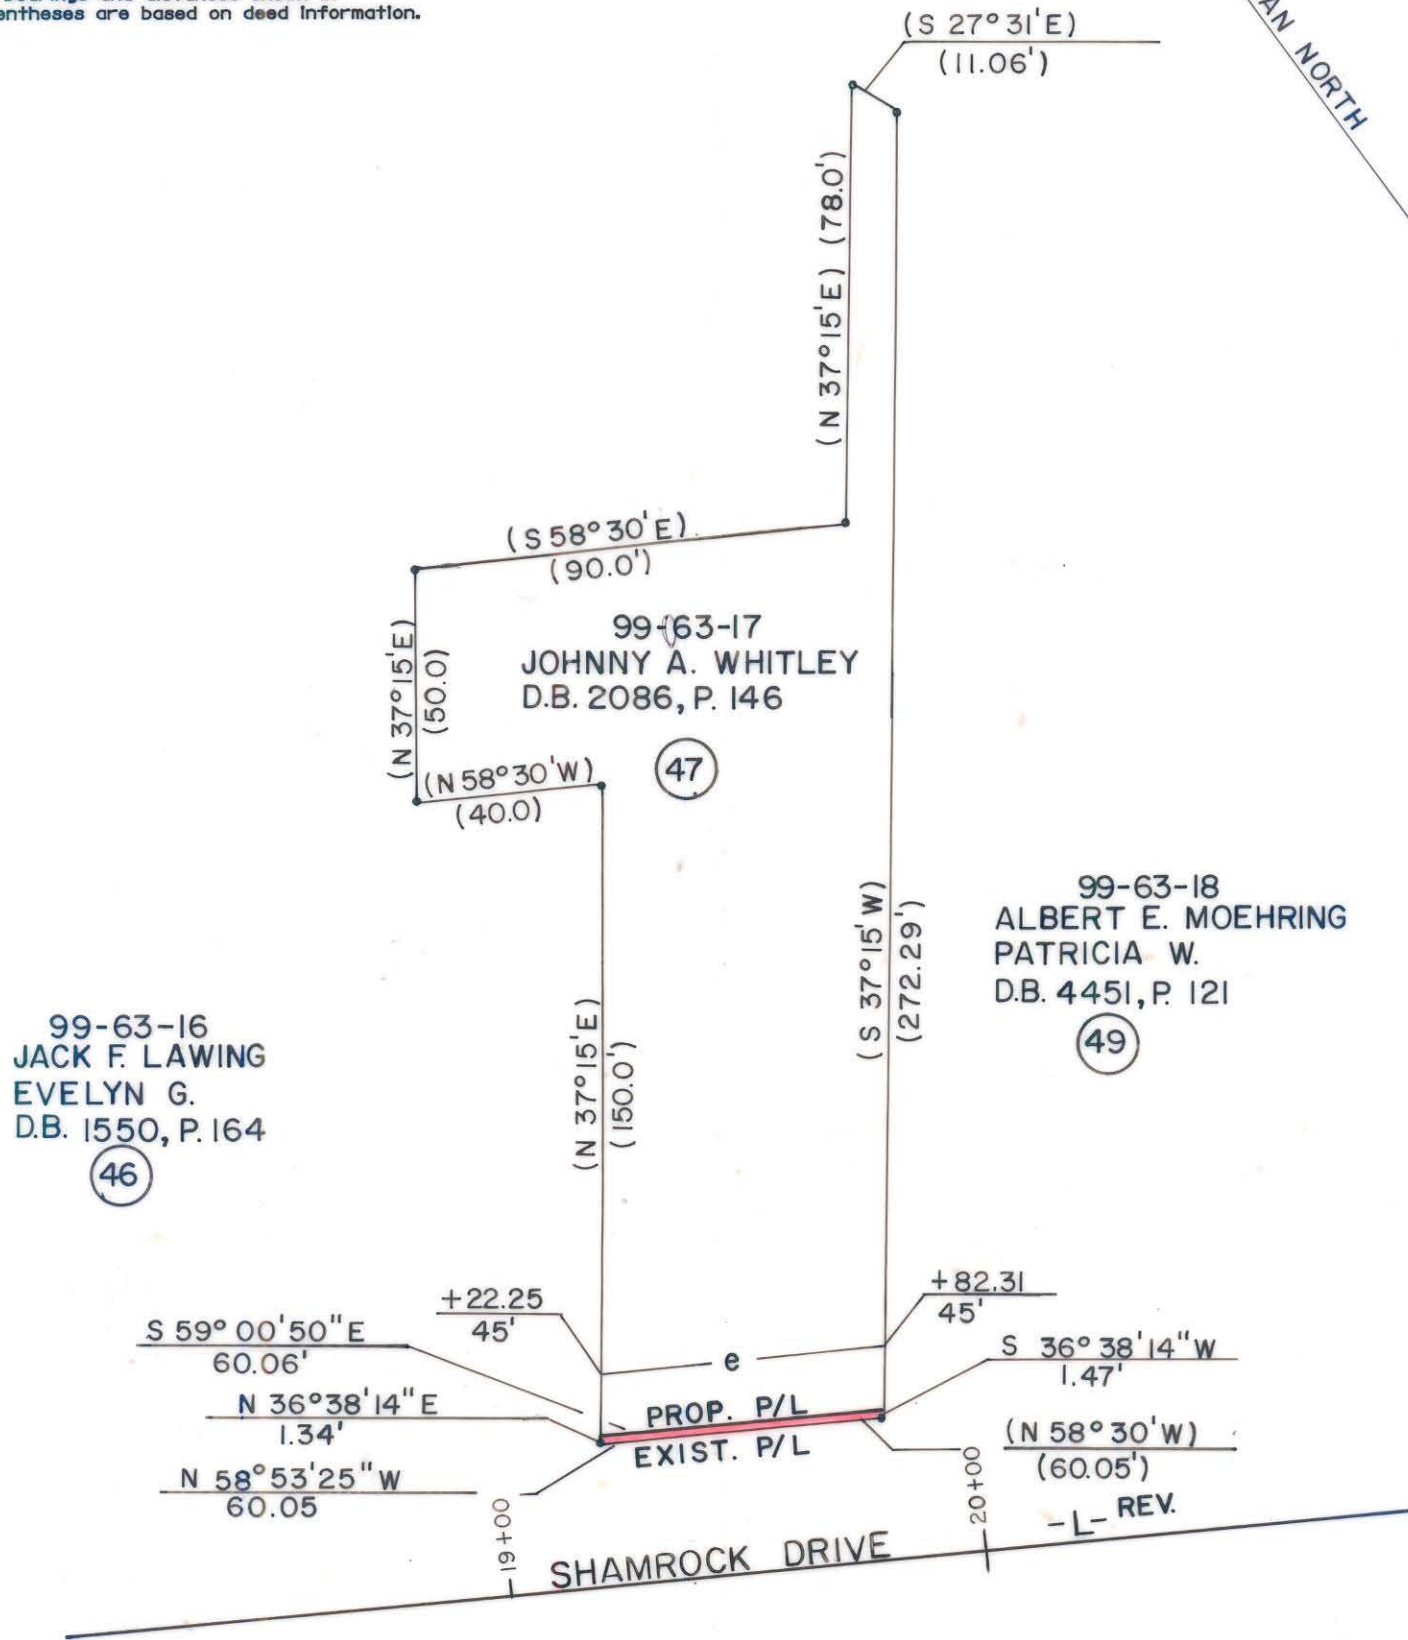 entheses are based on deed information.
(S 27°31'E)
(11.06')
NORTH
(N 37°15'E) (78.0')
(S 58°30'E)
(90.0')
99-63-17
JOHNNY A. WHITLEY
D.B. 2086, P. 146
47
(N 37°15'E)
(50.0)
(N 58°30'W)
(40.0)
(S 37°15'W)
(272.29')
99-63-18
ALBERT E. MOEHRING
PATRICIA W.
D.B. 4451, P. 121
49
99-63-16
JACK F. LAWING
EVELYN G.
D.B. 1550, P. 164
46
(N 37°15'E)
(150.0')
+22.25
45'
+82.31
45'
S 59°00'50"E
60.06'
e
S 36°38'14"W
1.47'
N 36°38'14"E
1.34'
PROP. P/L
EXIST. P/L
(N 58°30'W)
(60.05')
N 58°53'25"W
60.05
19+00
20+00
-L- REV.
SHAMROCK DRIVE